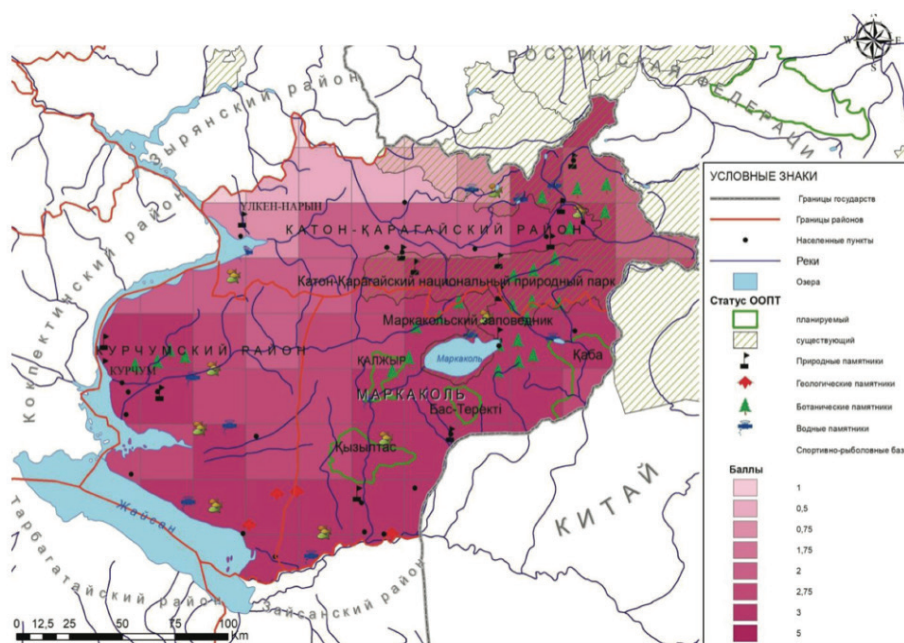 N
W E
S
РОССИЙСКАЯ ФЕДЕРАЦИ
Зырянский район
Кокпектинский район
ҮЛКЕН-НАРЫН
КАТОН-КАРАГАЙСКИЙ РАЙОН
Катон-Карагайский национальный природный парк
Маркакольский заповедник
КУРЧУМСКИЙ РАЙОН
КУРЧУМ
ҚАЛЖЫР
Маркаколь
Қаба
МАРКАКОЛЬ
Бас-Теректі
Қызылтас
Жайсан
КИТАЙ
тарбагатайский район
Зайсанский район
0 12,5 25 50 75 100
Km
УСЛОВНЫЕ ЗНАКИ
Границы государств
Границы районов
Населенные пункты
Реки
Озера
Статус ООПТ
планируемый
существующий
Природные памятники
Геологические памятники
Ботанические памятники
Водные памятники
Спортивно-рыболовные баз
Баллы
1
0,5
0,75
1,75
2
2,75
3
5